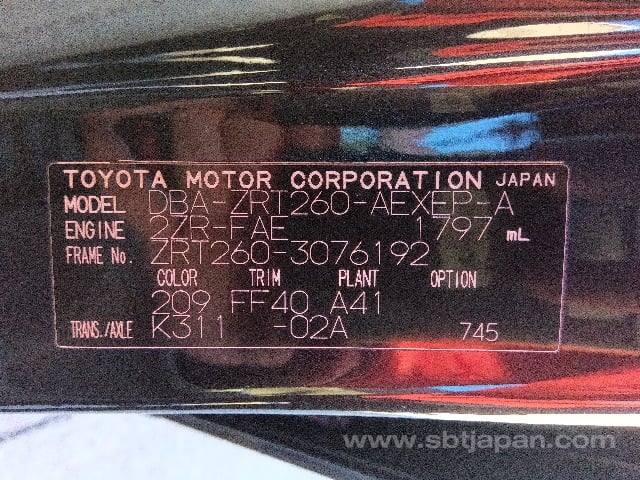 TOYOTA MOTOR CORPORATION JAPAN
MODEL DBA-ZRT260-AEXEP-A
ENGINE 2ZR-FAE 1797 mL
FRAME No. ZRT260-3076192
COLOR TRIM PLANT OPTION
209 FF40 A41
TRANS./AXLE K311 -02A 745
www.sbtjapan.com